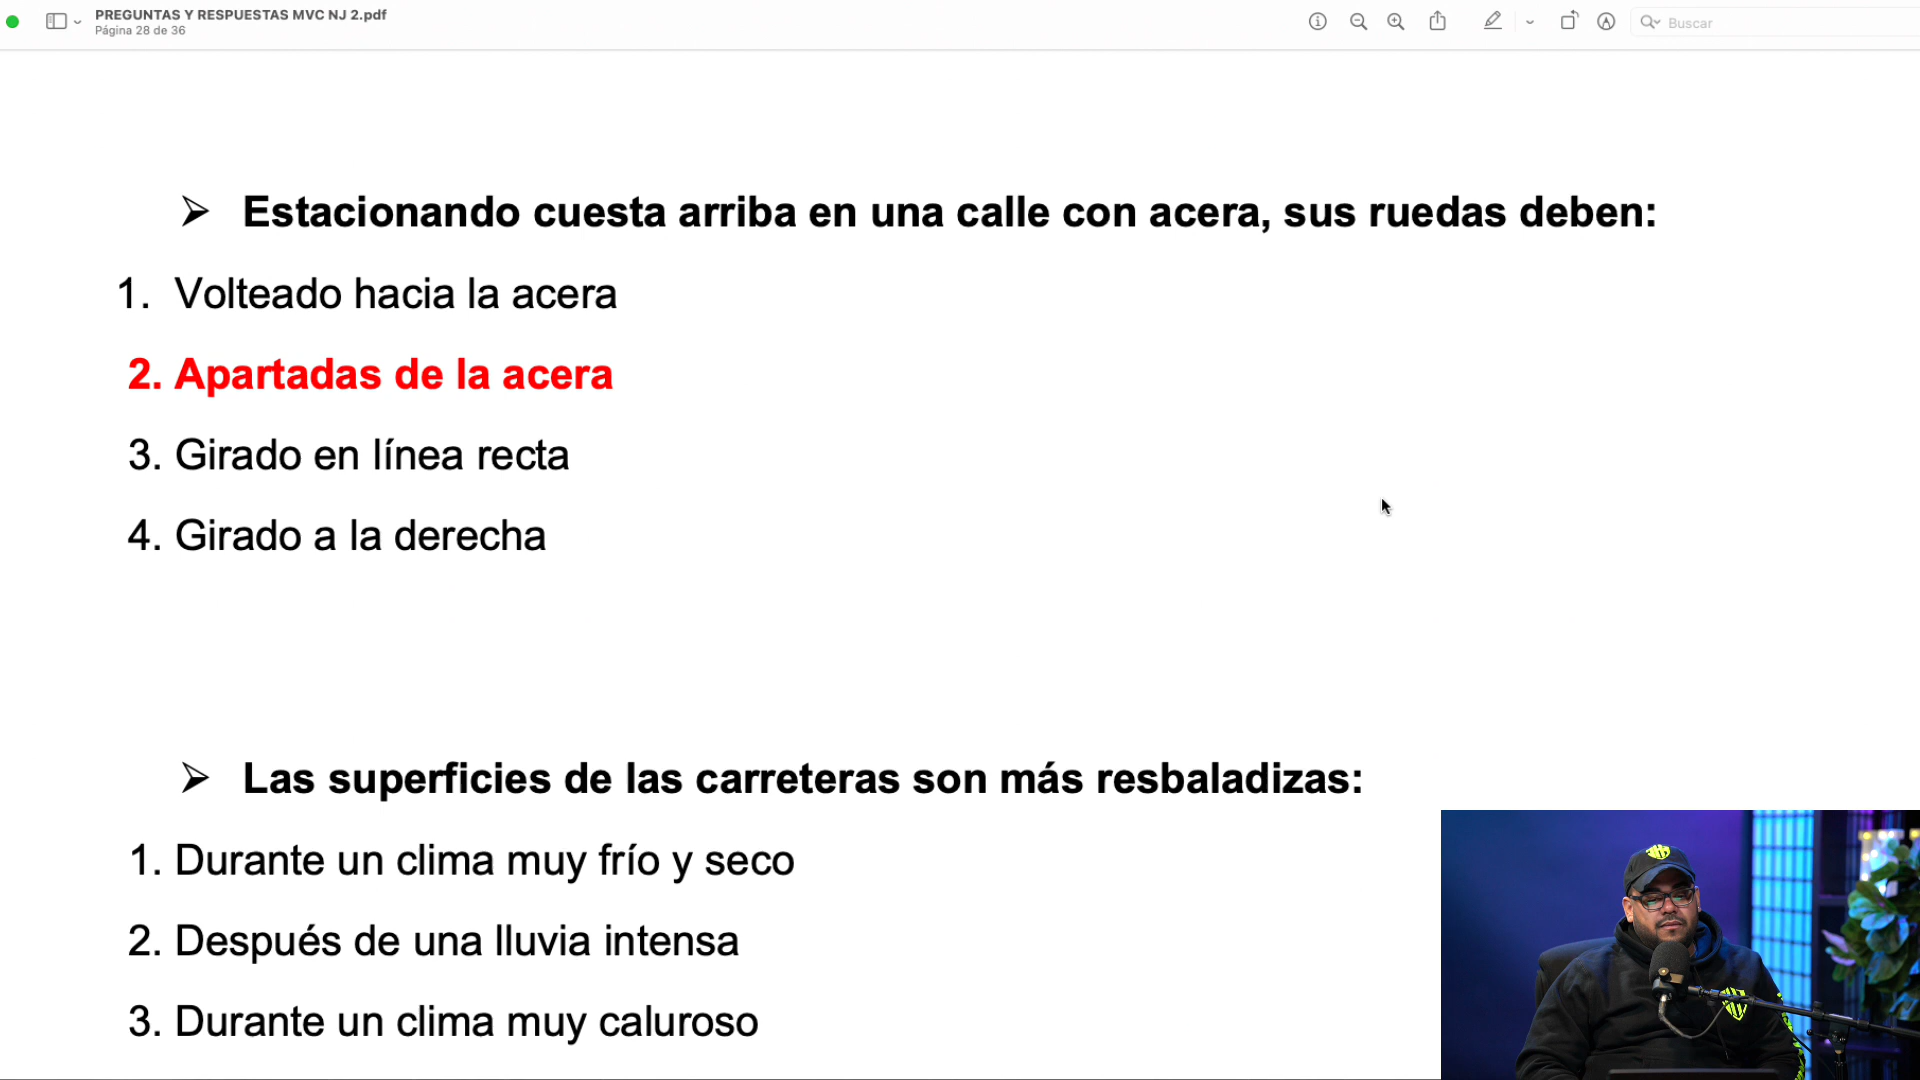 PREGUNTAS Y RESPUESTAS MVC NJ 2.pdf
Página 28 de 36
Buscar
➢ Estacionando cuesta arriba en una calle con acera, sus ruedas deben:
1. Volteado hacia la acera
2. Apartadas de la acera
3. Girado en línea recta
4. Girado a la derecha
➢ Las superficies de las carreteras son más resbaladizas:
1. Durante un clima muy frío y seco
2. Después de una lluvia intensa
3. Durante un clima muy caluroso